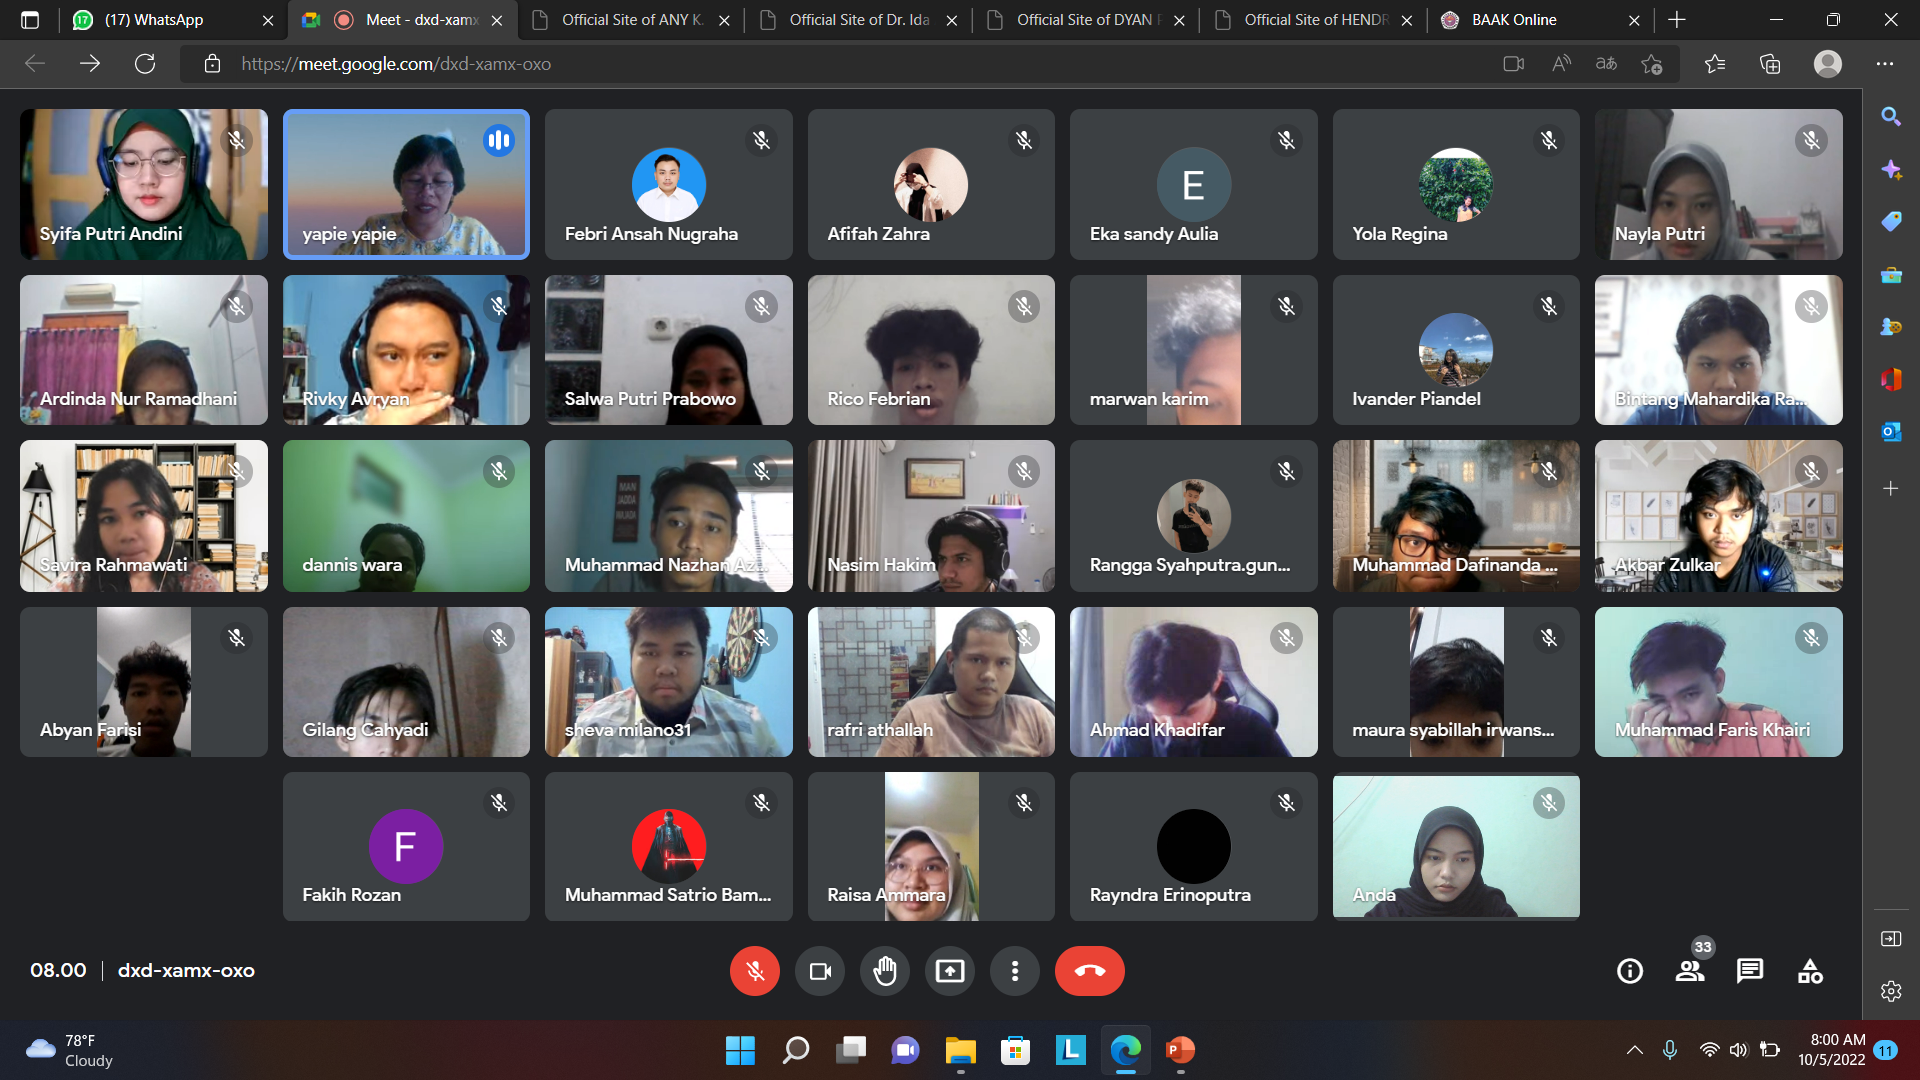 (17) WhatsApp
Meet - dxd-xamx
Official Site of ANY K.
Official Site of Dr. Ida
Official Site of DYAN
Official Site of HENDR
BAAK Online
https://meet.google.com/dxd-xamx-oxo
Syifa Putri Andini
yapie yapie
Febri Ansah Nugraha
Afifah Zahra
E
Eka sandy Aulia
Yola Regina
Nayla Putri
Ardinda Nur Ramadhani
Rivky Avryan
Salwa Putri Prabowo
Rico Febrian
marwan karim
Ivander Piandel
Bintang Mahardika Ra...
Savira Rahmawati
dannis wara
MAN
JADDA
WAJADA
Muhammad Nazhan Az...
Nasim Hakim
Rangga Syahputra.gun...
Muhammad Dafinanda ...
Akbar Zulkar
Abyan Farisi
Gilang Cahyadi
sheva milano31
rafri athallah
Ahmad Khadifar
maura syabillah irwans...
Muhammad Faris Khairi
F
Fakih Rozan
Muhammad Satrio Bam...
Raisa Ammara
Rayndra Erinoputra
Anda
08.00 | dxd-xamx-oxo
33
78°F
Cloudy
8:00 AM
10/5/2022
11